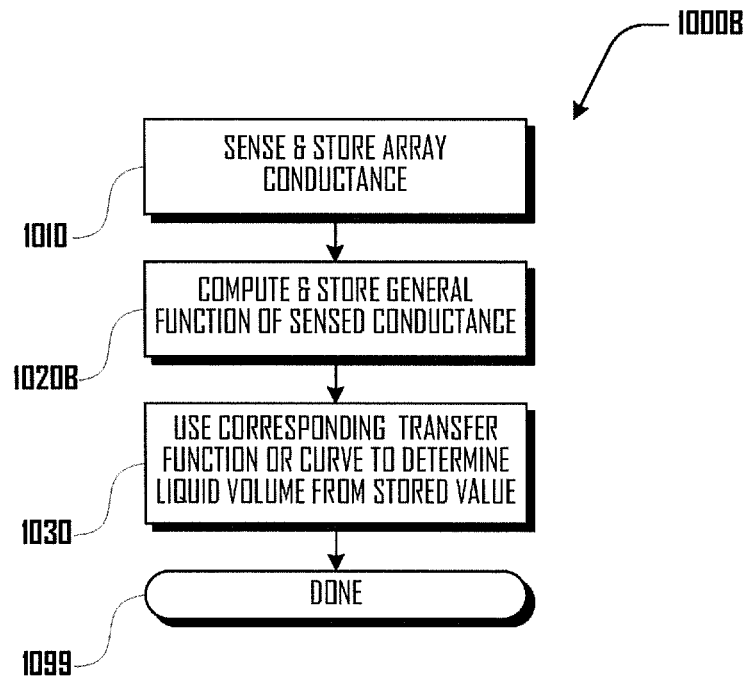 1000B
SENSE & STORE ARRAY
CONDUCTANCE
1010
COMPUTE & STORE GENERAL
FUNCTION OF SENSED CONDUCTANCE
1020B
USE CORRESPONDING TRANSFER
FUNCTION OR CURVE TO DETERMINE
LIQUID VOLUME FROM STORED VALUE
1030
DONE
1099